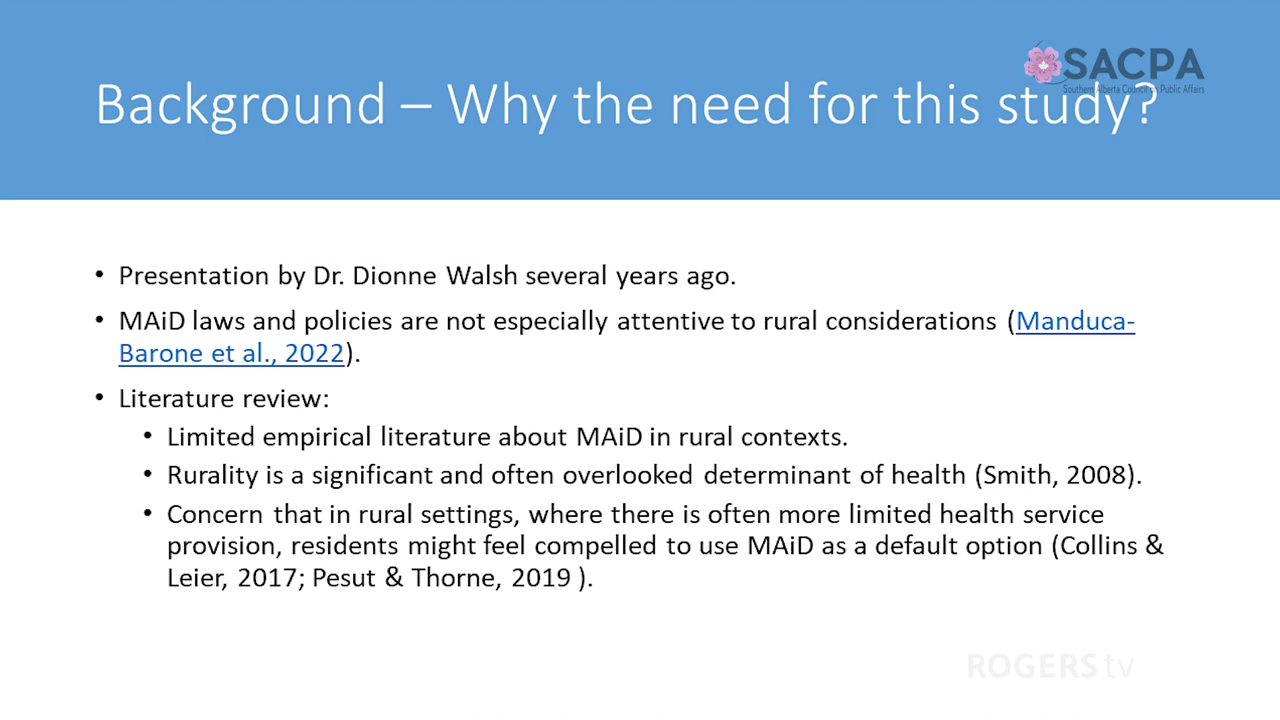 SACPA
Southern Alberta Council on Public Affairs
Background – Why the need for this study?
• Presentation by Dr. Dionne Walsh several years ago.
• MAiD laws and policies are not especially attentive to rural considerations (Manduca-
Barone et al., 2022).
• Literature review:
• Limited empirical literature about MAiD in rural contexts.
• Rurality is a significant and often overlooked determinant of health (Smith, 2008).
• Concern that in rural settings, where there is often more limited health service
provision, residents might feel compelled to use MAiD as a default option (Collins &
Leier, 2017; Pesut & Thorne, 2019 ).
ROGERS tv